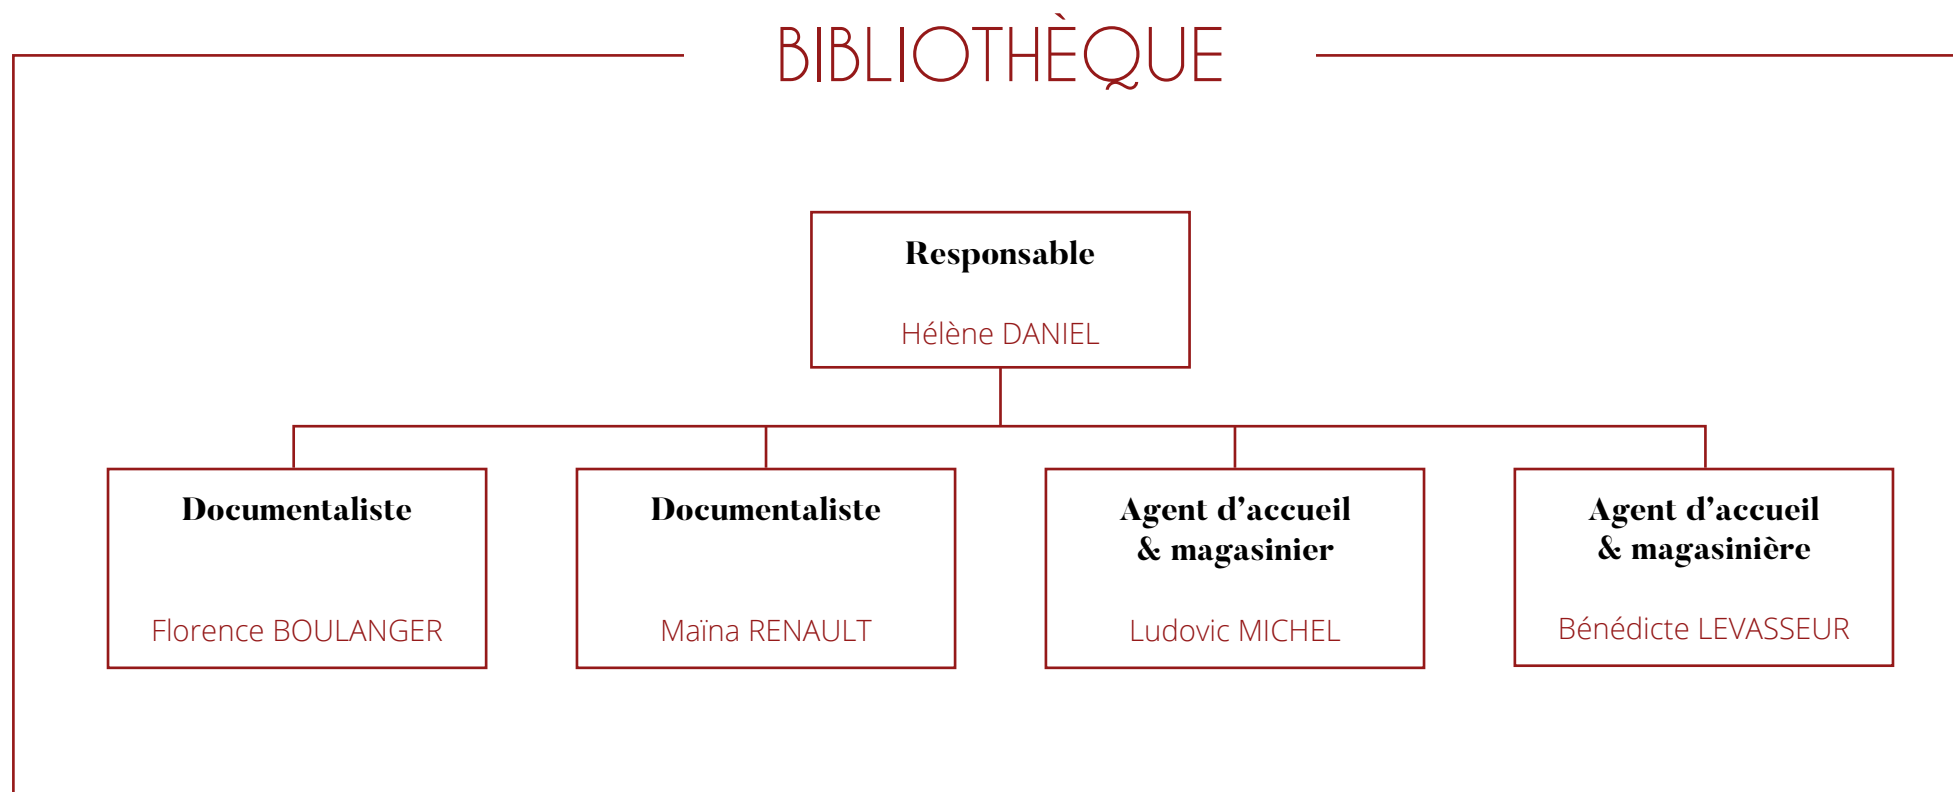 BIBLIOTHÈQUE
Responsable
Hélène DANIEL
Documentaliste
Florence BOULANGER
Documentaliste
Maïna RENAULT
Agent d’accueil
& magasinier
Ludovic MICHEL
Agent d’accueil
& magasinière
Bénédicte LEVASSEUR